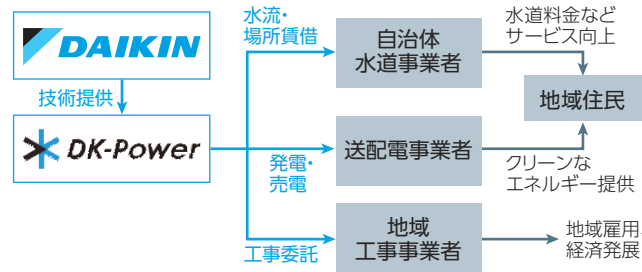 DAIKIN
技術提供
DK-Power
水流・
場所賃借
自治体
水道事業者
水道料金など
サービス向上
地域住民
発電・
売電
送配電事業者
クリーンな
エネルギー提供
工事委託
地域
工事事業者
地域雇用、
経済発展